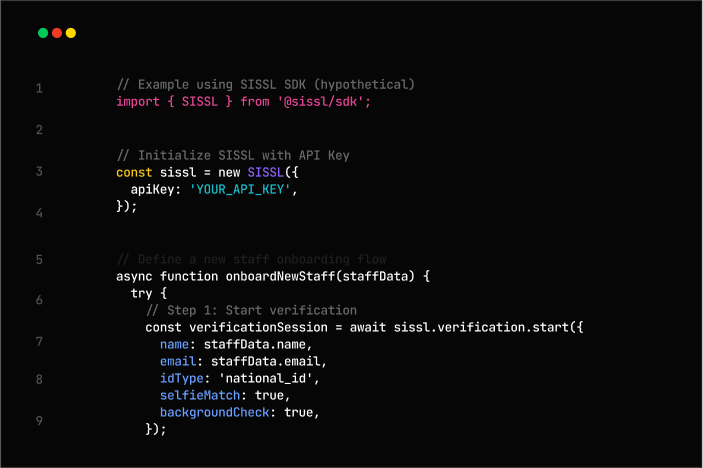 1
// Example using SISSL SDK (hypothetical)
import { SISSL } from '@sissl/sdk';
2
// Initialize SISSL with API Key
3
const sissl = new SISSL({
apiKey: 'YOUR_API_KEY',
4
});
5
// Define a new staff onboarding flow
async function onboardNewStaff(staffData) {
6
try {
// Step 1: Start verification
const verificationSession = await sissl.verification.start({
7
name: staffData.name,
email: staffData.email,
8
idType: 'national_id',
selfieMatch: true,
backgroundCheck: true,
9
});